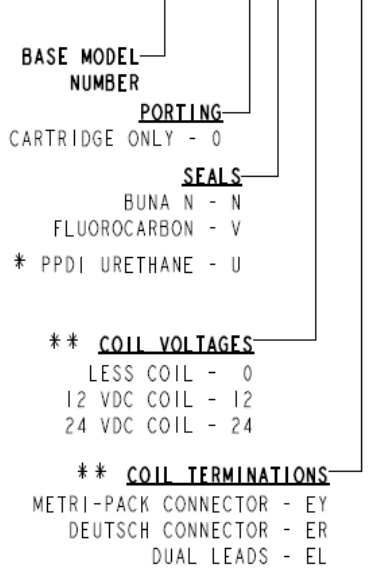 BASE MODEL
NUMBER
PORTING
CARTRIDGE ONLY - 0
SEALS
BUNA N - N
FLUOROCARBON - V
* PPDI URETHANE - U
** COIL VOLTAGES
LESS COIL - 0
12 VDC COIL - 12
24 VDC COIL - 24
** COIL TERMINATIONS
METRI-PACK CONNECTOR - EY
DEUTSCH CONNECTOR - ER
DUAL LEADS - EL